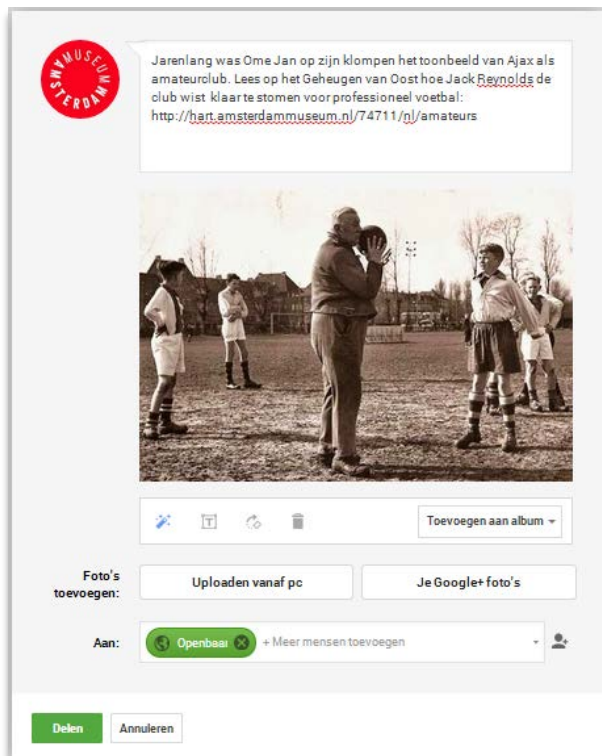 MUSEUM
AMSTERDAM
Jarenlang was Ome Jan op zijn klompen het toonbeeld van Ajax als
amateurclub. Lees op het Geheugen van Oost hoe Jack Reynolds de
club wist klaar te stomen voor professioneel voetbal:
http://hart.amsterdammuseum.nl/74711/nl/amateurs
T
Toevoegen aan album
Foto's
toevoegen:
Uploaden vanaf pc
Je Google+ foto's
Aan:
Openbaar
+ Meer mensen toevoegen
Delen
Annuleren